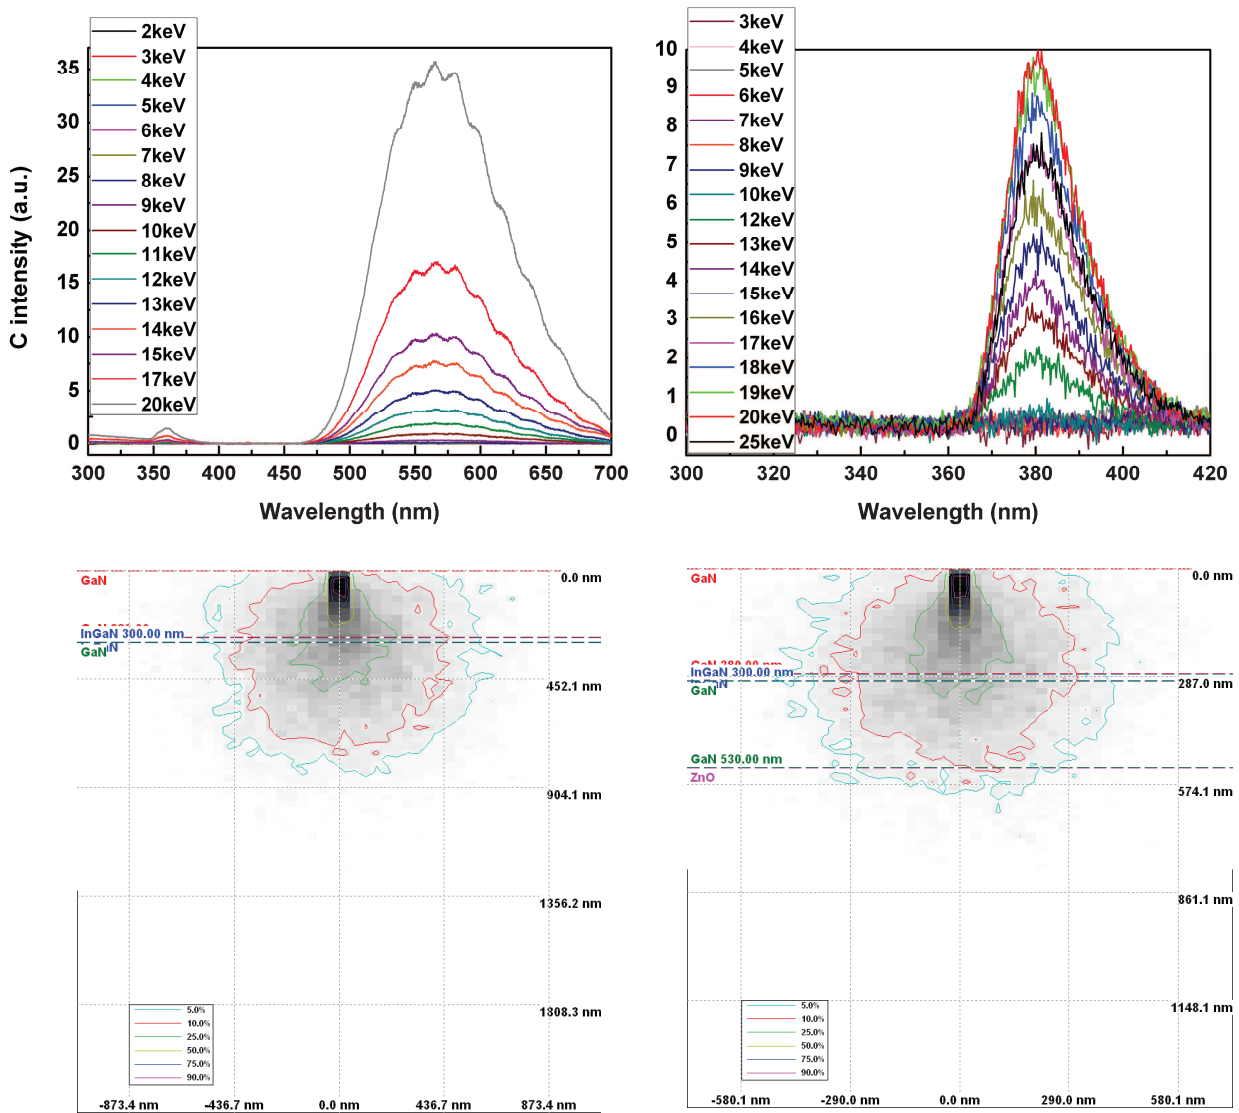 2keV
3keV
4keV
5keV
6keV
7keV
8keV
9keV
10keV
11keV
12keV
13keV
14keV
15keV
17keV
20keV
35
30
25
20
15
10
5
0
C intensity (a.u.)
300 350 400 450 500 550 600 650 700
Wavelength (nm)
3keV
4keV
5keV
6keV
7keV
8keV
9keV
10keV
12keV
13keV
14keV
15keV
16keV
17keV
18keV
19keV
20keV
25keV
10
9
8
7
6
5
4
3
2
1
0
300 320 340 360 380 400 420
Wavelength (nm)
GaN
0.0 nm
InGaN 300.00 nm
GaN
452.1 nm
904.1 nm
1356.2 nm
1308.3 nm
5.0%
10.0%
25.0%
50.0%
75.0%
90.0%
-873.4 nm -436.7 nm 0.0 nm 436.7 nm 873.4 nm
GaN
0.0 nm
GaN 280.00 nm
InGaN 300.00 nm
GaN
287.0 nm
GaN 530.00 nm
ZnO
574.1 nm
861.1 nm
1148.1 nm
5.0%
10.0%
25.0%
50.0%
75.0%
90.0%
-580.1 nm -290.0 nm 0.0 nm 290.0 nm 580.1 nm